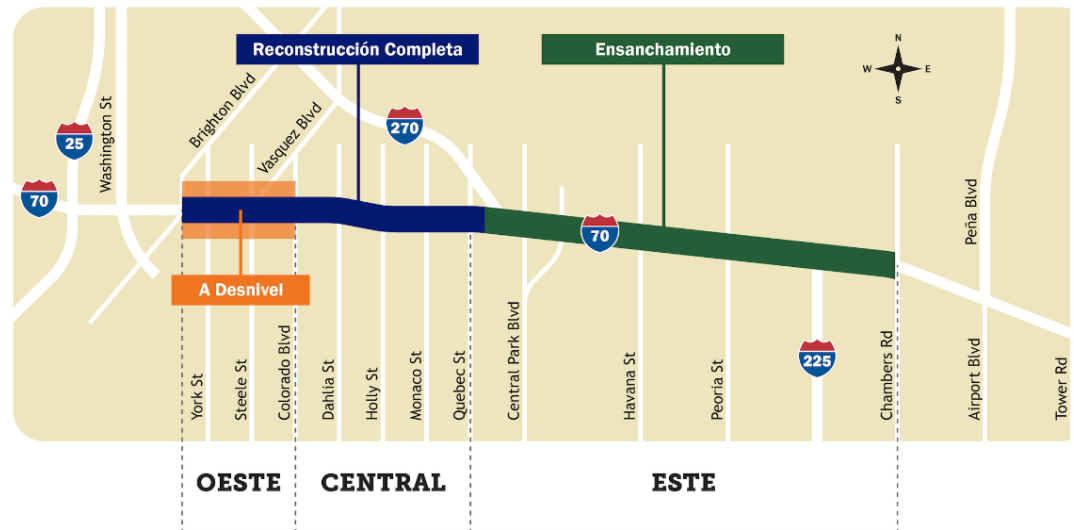 Reconstrucción Completa
Ensanchamiento
N
W
E
S
Washington St
Brighton Blvd
Vasquez Blvd
25
270
70
70
Peña Blvd
A Desnivel
York St
Steele St
Colorado Blvd
Dahlia St
Holly St
Monaco St
Quebec St
Central Park Blvd
Havana St
Peoria St
225
Chambers Rd
Airport Blvd
Tower Rd
OESTE
CENTRAL
ESTE